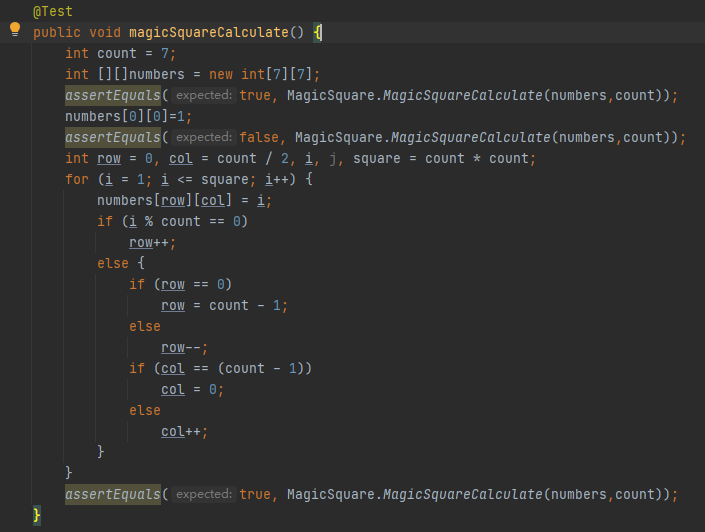 @Test
public void magicSquareCalculate() {
int count = 7;
int [][]numbers = new int[7][7];
assertEquals( expected: true, MagicSquare.MagicSquareCalculate(numbers,count));
numbers[0][0]=1;
assertEquals( expected: false, MagicSquare.MagicSquareCalculate(numbers,count));
int row = 0, col = count / 2, i, j, square = count * count;
for (i = 1; i <= square; i++) {
numbers[row][col] = i;
if (i % count == 0)
row++;
else {
if (row == 0)
row = count - 1;
else
row--;
if (col == (count - 1))
col = 0;
else
col++;
}
}
assertEquals( expected: true, MagicSquare.MagicSquareCalculate(numbers,count));
}